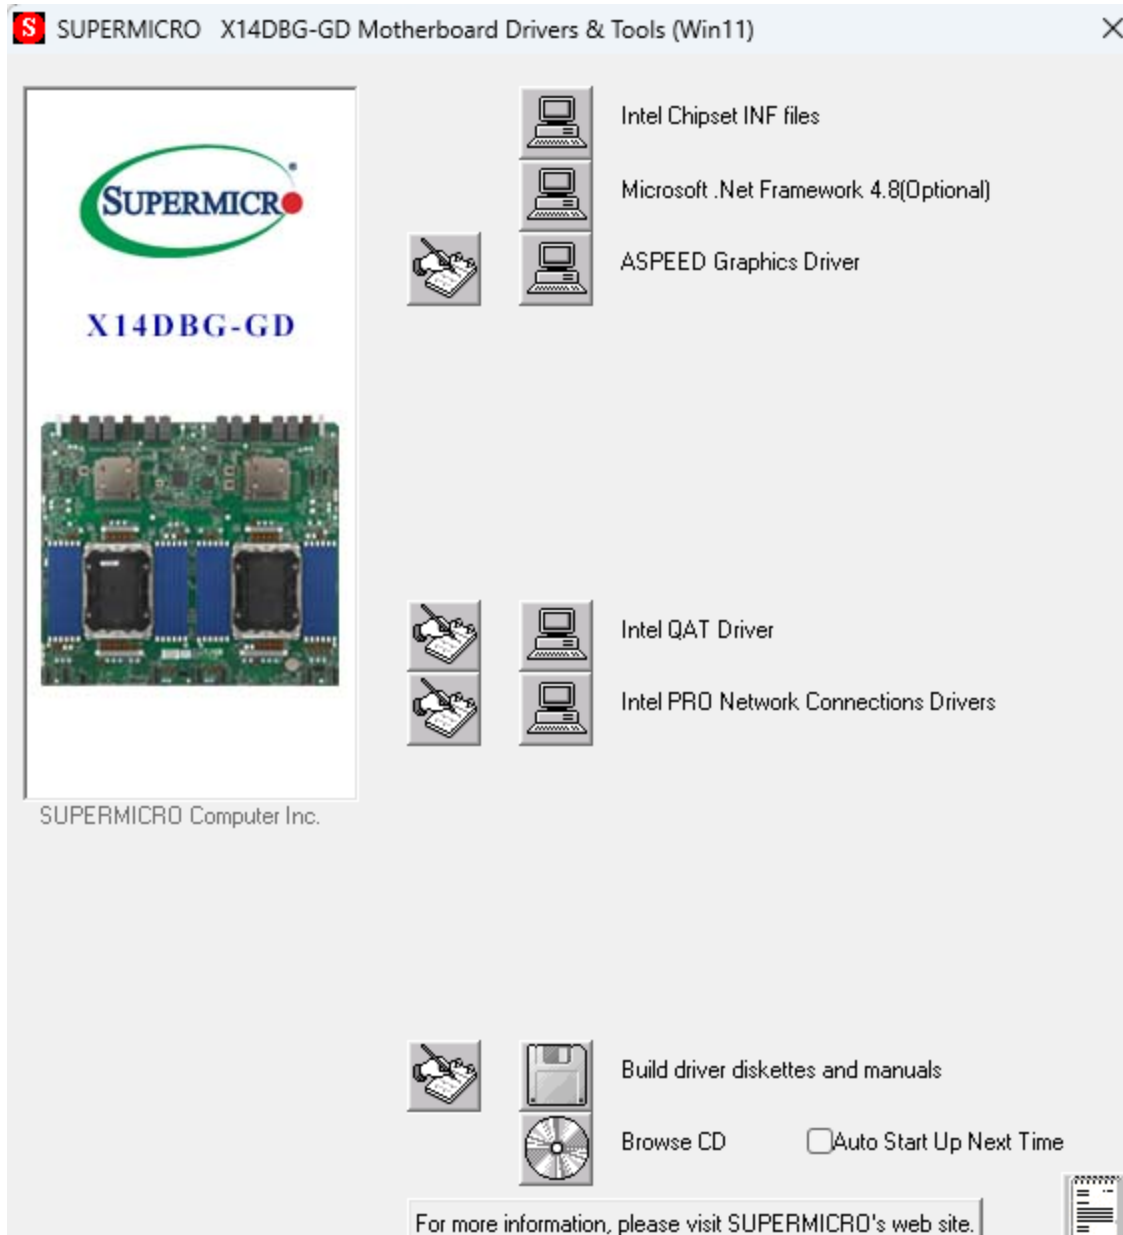 SUPERMICRO X14DBG-GD Motherboard Drivers & Tools (Win11)
SUPERMICRO
X14DBG-GD
SUPERMICRO Computer Inc.
Intel Chipset INF files
Microsoft .Net Framework 4.8(Optional)
ASPEED Graphics Driver
Intel QAT Driver
Intel PRO Network Connections Drivers
Build driver diskettes and manuals
Browse CD
Auto Start Up Next Time
For more information, please visit SUPERMICRO's web site.